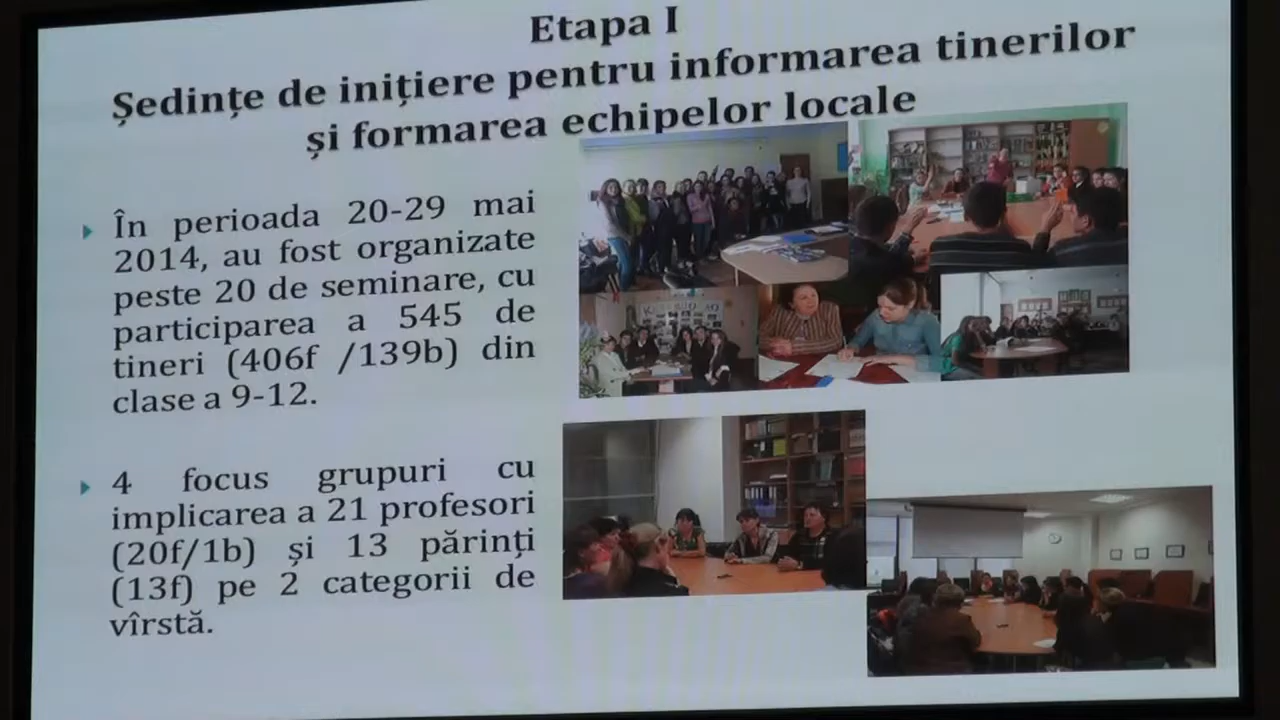 Etapa I
Ședințe de inițiere pentru informarea tinerilor
și formarea echipelor locale
În perioada 20-29 mai
2014, au fost organizate
peste 20 de seminare, cu
participarea a 545 de
tineri (406f /139b) din
clase a 9-12.
4 focus grupuri cu
implicarea a 21 profesori
(20f/1b) și 13 părinți
(13f) pe 2 categorii de
vîrstă.